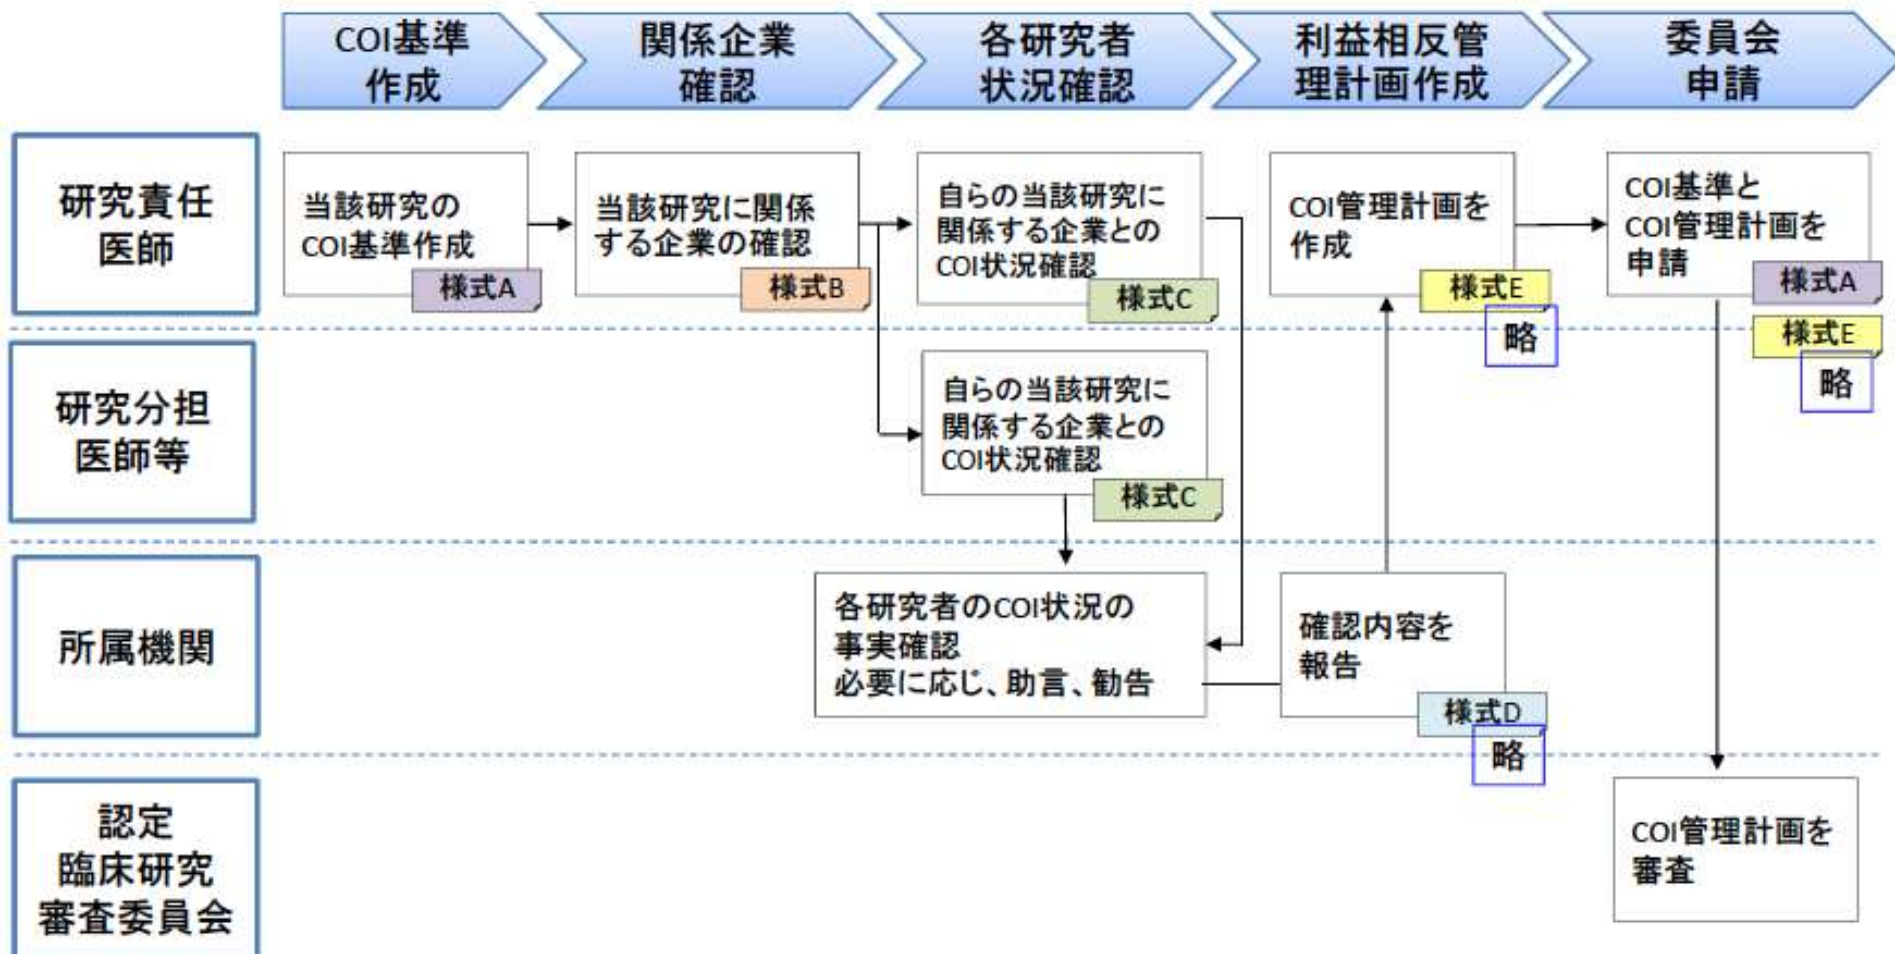 COI基準
作成
関係企業
確認
各研究者
状況確認
利益相反管
理計画作成
委員会
申請
研究責任
医師
当該研究の
COI基準作成
様式A
当該研究に関係
する企業の確認
様式B
自らの当該研究に
関係する企業との
COI状況確認
様式C
COI管理計画を
作成
様式E
略
COI基準と
COI管理計画を
申請
様式A
様式E
略
研究分担
医師等
自らの当該研究に
関係する企業との
COI状況確認
様式C
所属機関
各研究者のCOI状況の
事実確認
必要に応じ、助言、勧告
確認内容を
報告
様式D
略
認定
臨床研究
審査委員会
COI管理計画を
審査